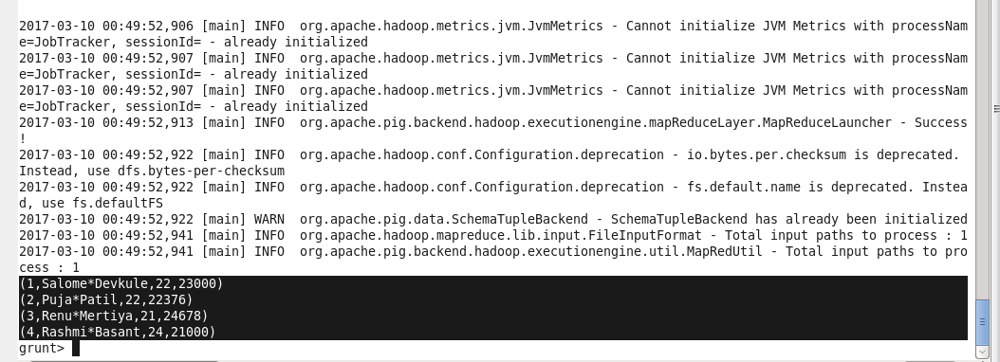 2017-03-10 00:49:52,906 [main] INFO  org.apache.hadoop.metrics.jvm.JvmMetrics - Cannot initialize JVM Metrics with processNam
e=JobTracker, sessionId= - already initialized
2017-03-10 00:49:52,907 [main] INFO  org.apache.hadoop.metrics.jvm.JvmMetrics - Cannot initialize JVM Metrics with processNam
e=JobTracker, sessionId= - already initialized
2017-03-10 00:49:52,907 [main] INFO  org.apache.hadoop.metrics.jvm.JvmMetrics - Cannot initialize JVM Metrics with processNam
e=JobTracker, sessionId= - already initialized
2017-03-10 00:49:52,913 [main] INFO  org.apache.pig.backend.hadoop.executionengine.mapReduceLayer.MapReduceLauncher - Success
!
2017-03-10 00:49:52,922 [main] INFO  org.apache.hadoop.conf.Configuration.deprecation - io.bytes.per.checksum is deprecated.
Instead, use dfs.bytes-per-checksum
2017-03-10 00:49:52,922 [main] INFO  org.apache.hadoop.conf.Configuration.deprecation - fs.default.name is deprecated. Instea
d, use fs.defaultFS
2017-03-10 00:49:52,922 [main] WARN  org.apache.pig.data.SchemaTupleBackend - SchemaTupleBackend has already been initialized
2017-03-10 00:49:52,941 [main] INFO  org.apache.hadoop.mapreduce.lib.input.FileInputFormat - Total input paths to process : 1
2017-03-10 00:49:52,941 [main] INFO  org.apache.pig.backend.hadoop.executionengine.util.MapRedUtil - Total input paths to pro
cess : 1
(1,Salome*Devkule,22,23000)
(2,Puja*Patil,22,22376)
(3,Renu*Mertiya,21,24678)
(4,Rashmi*Basant,24,21000)
grunt>